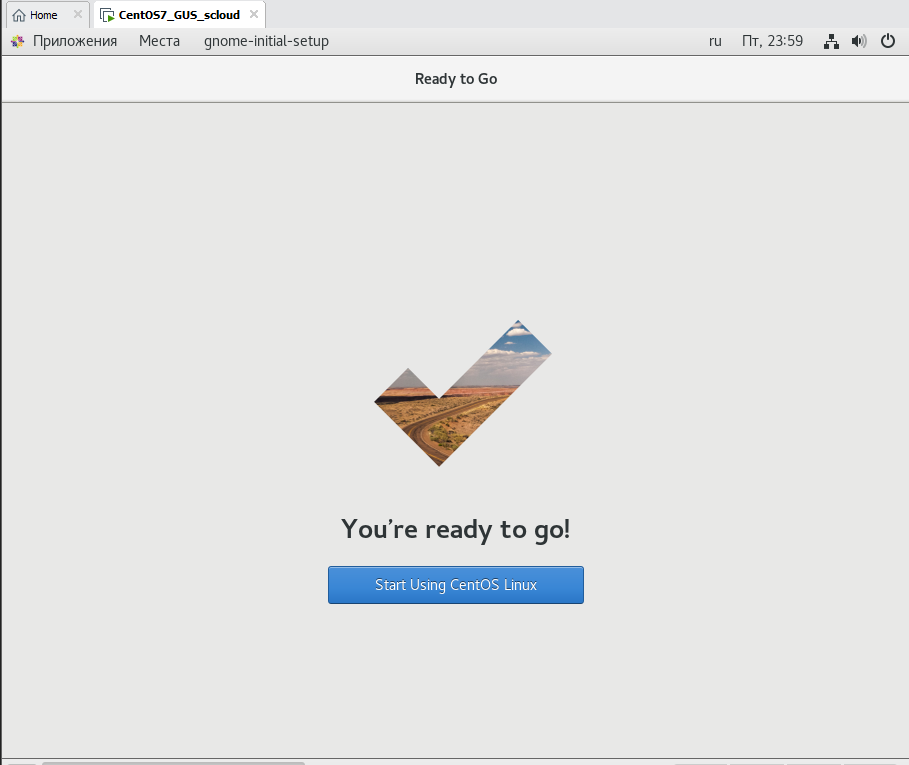 Home
CentOS7_GUS_scloud
Приложения Места gnome-initial-setup ru Пт, 23:59
Ready to Go
You're ready to go!
Start Using CentOS Linux